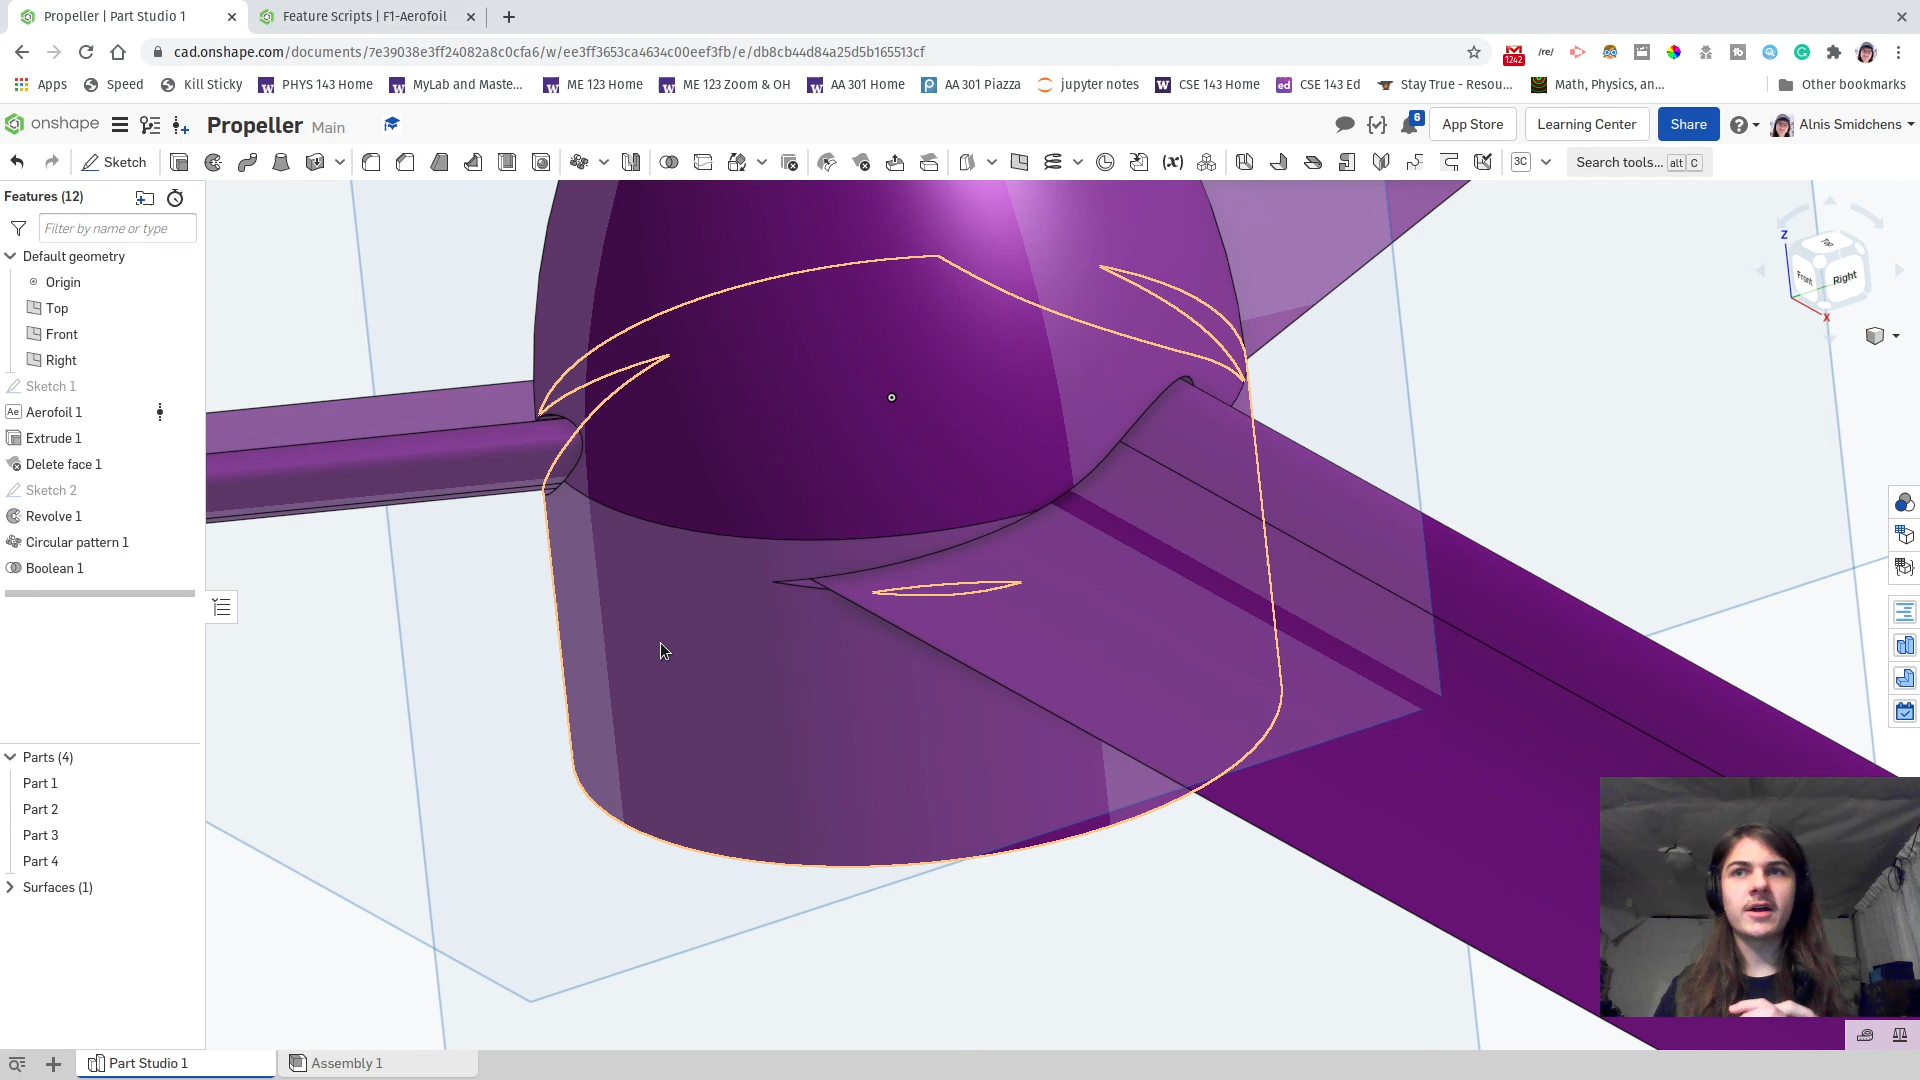 Propeller | Part Studio 1
Feature Scripts | F1-Aerofoil
cad.onshape.com/documents/7e39038e3ff24082a8c0cfa6/w/ee3ff3653ca4634c00eef3fb/e/db8cb44d84a25d5b165513cf
/re/
1242
Apps
Speed
Kill Sticky
PHYS 143 Home
MyLab and Maste...
ME 123 Home
ME 123 Zoom & OH
AA 301 Home
AA 301 Piazza
jupyter notes
CSE 143 Home
CSE 143 Ed
Stay True - Resou...
Math, Physics, an...
Other bookmarks
onshape
Propeller Main
6
App Store
Learning Center
Share
Alnis Smidchens
Sketch
3C
Search tools... alt C
Features (12)
Filter by name or type
Default geometry
Origin
Top
Front
Right
Sketch 1
Aerofoil 1
Extrude 1
Delete face 1
Sketch 2
Revolve 1
Circular pattern 1
Boolean 1
Parts (4)
Part 1
Part 2
Part 3
Part 4
Surfaces (1)
Z
Top
Front
Right
X
Part Studio 1
Assembly 1